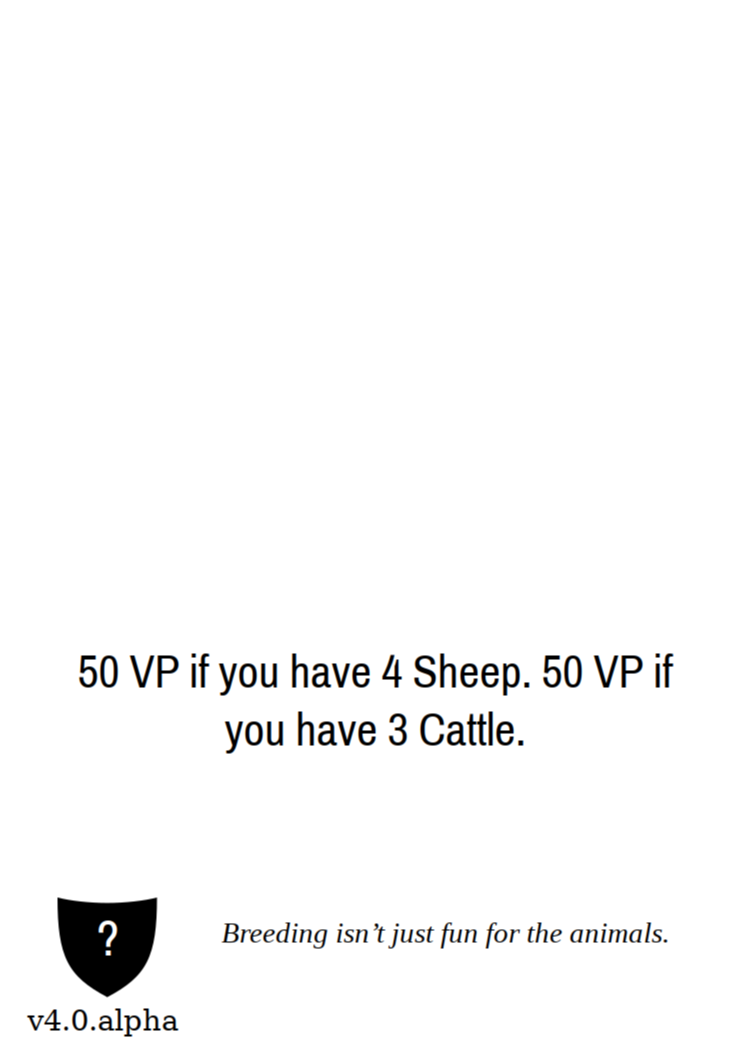 50 VP if you have 4 Sheep. 50 VP if
you have 3 Cattle.
?
Breeding isn’t just fun for the animals.
v4.0.alpha